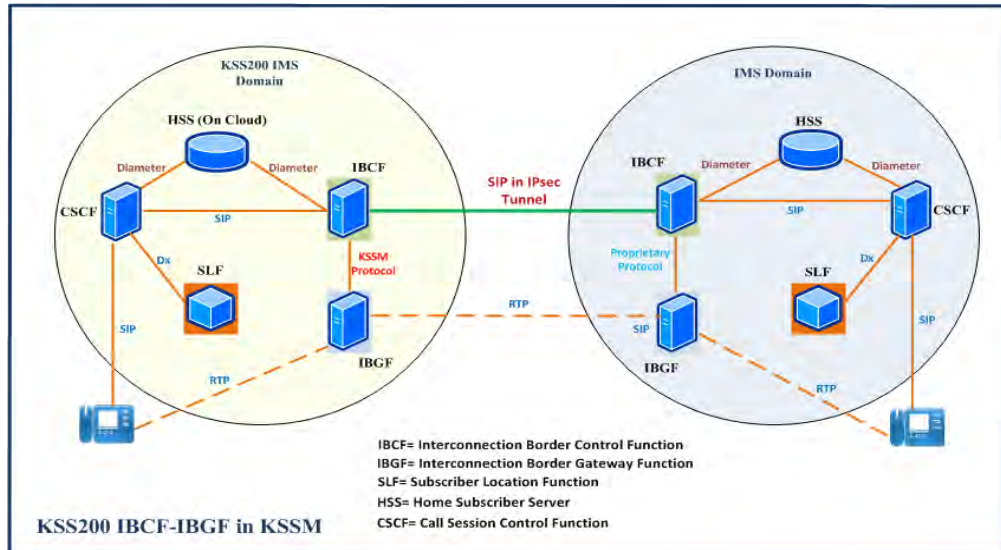 KSS200 IMS
Domain
IMS Domain
HSS (On Cloud)
HSS
Diameter
Diameter
IBCF
IBCF
Diameter
Diameter
SIP in IPsec
Tunnel
CSCF
SIP
SIP
CSCF
KSSM
Protocol
Proprietary
Protocol
Dx
Dx
SLF
SLF
RTP
SIP
SIP
SIP
IBGF
IBGF
RTP
RTP
IBCF= Interconnection Border Control Function
IBGF= Interconnection Border Gateway Function
SLF= Subscriber Location Function
HSS= Home Subscriber Server
CSCF= Call Session Control Function
KSS200 IBCF-IBGF in KSSM